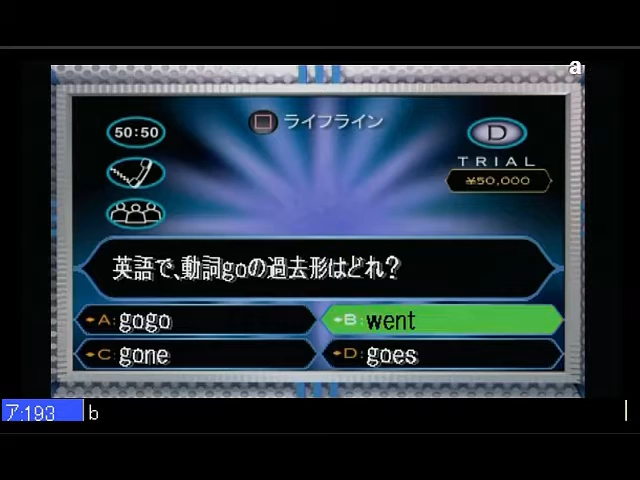 a
50:50
ライフライン
D
TRIAL
¥50,000
英語で、動詞goの過去形はどれ?
A: gogo
B: went
C: gone
D: goes
ア:193 b